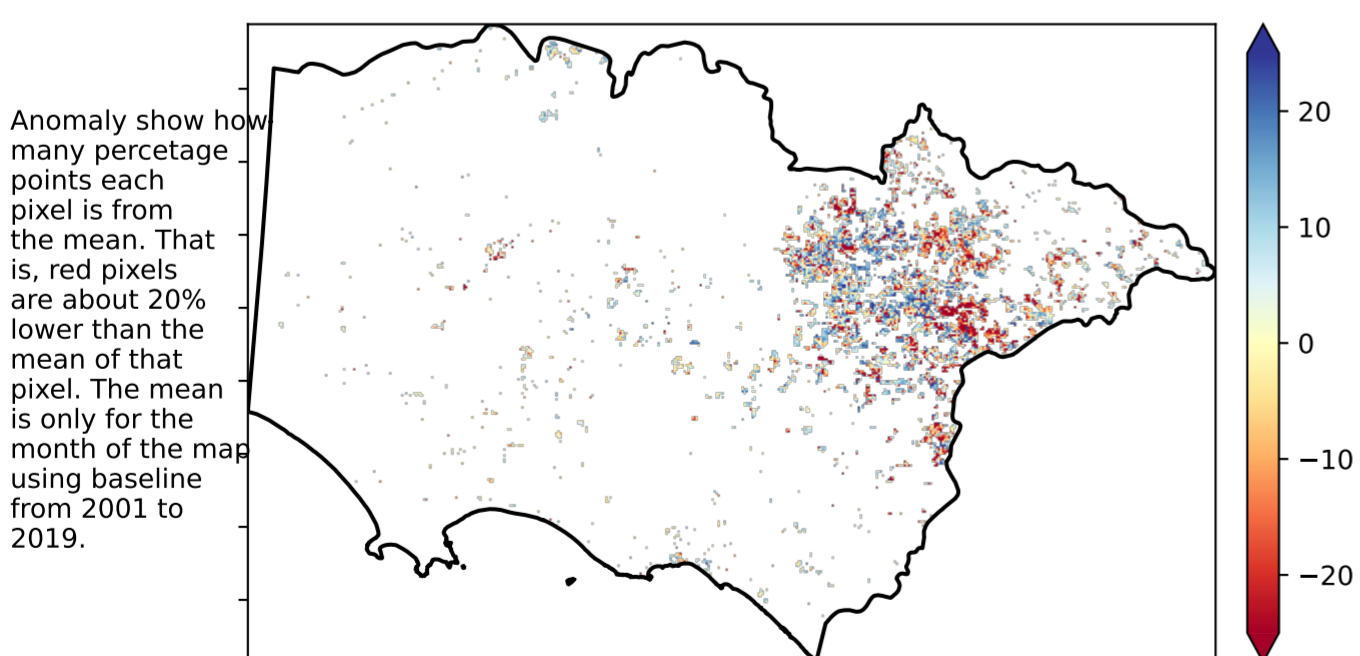 Anomaly show how
many percetage
points each
pixel is from
the mean. That
is, red pixels
are about 20%
lower than the
mean of that
pixel. The mean
is only for the
month of the map
using baseline
from 2001 to
2019.
20
10
0
−10
−20